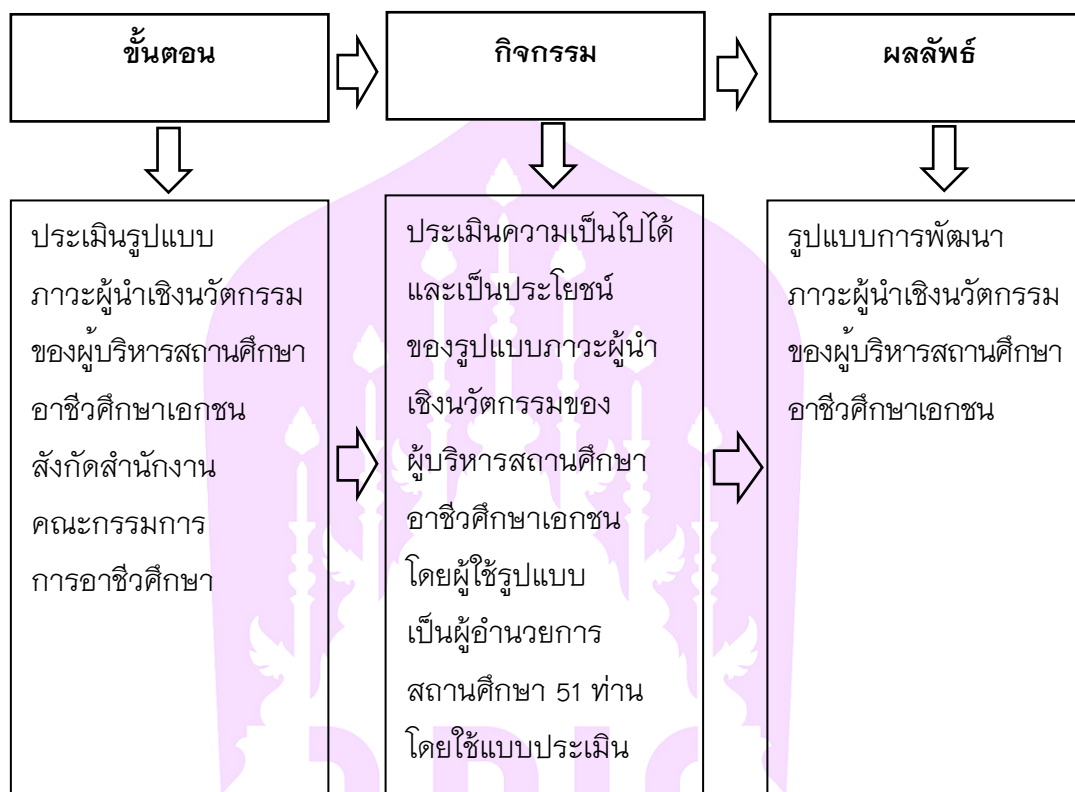 ขั้นตอน
กิจกรรม
ผลลัพธ์
ประเมินรูปแบบ
ภาวะผู้นำเชิงนวัตกรรม
ของผู้บริหารสถานศึกษา
อาชีวศึกษาเอกชน
สังกัดสำนักงาน
คณะกรรมการ
การอาชีวศึกษา
ประเมินความเป็นไปได้
และเป็นประโยชน์
ของรูปแบบภาวะผู้นำ
เชิงนวัตกรรมของ
ผู้บริหารสถานศึกษา
อาชีวศึกษาเอกชน
โดยผู้ใช้รูปแบบ
เป็นผู้อำนวยการ
สถานศึกษา 51 ท่าน
โดยใช้แบบประเมิน
รูปแบบการพัฒนา
ภาวะผู้นำเชิงนวัตกรรม
ของผู้บริหารสถานศึกษา
อาชีวศึกษาเอกชน